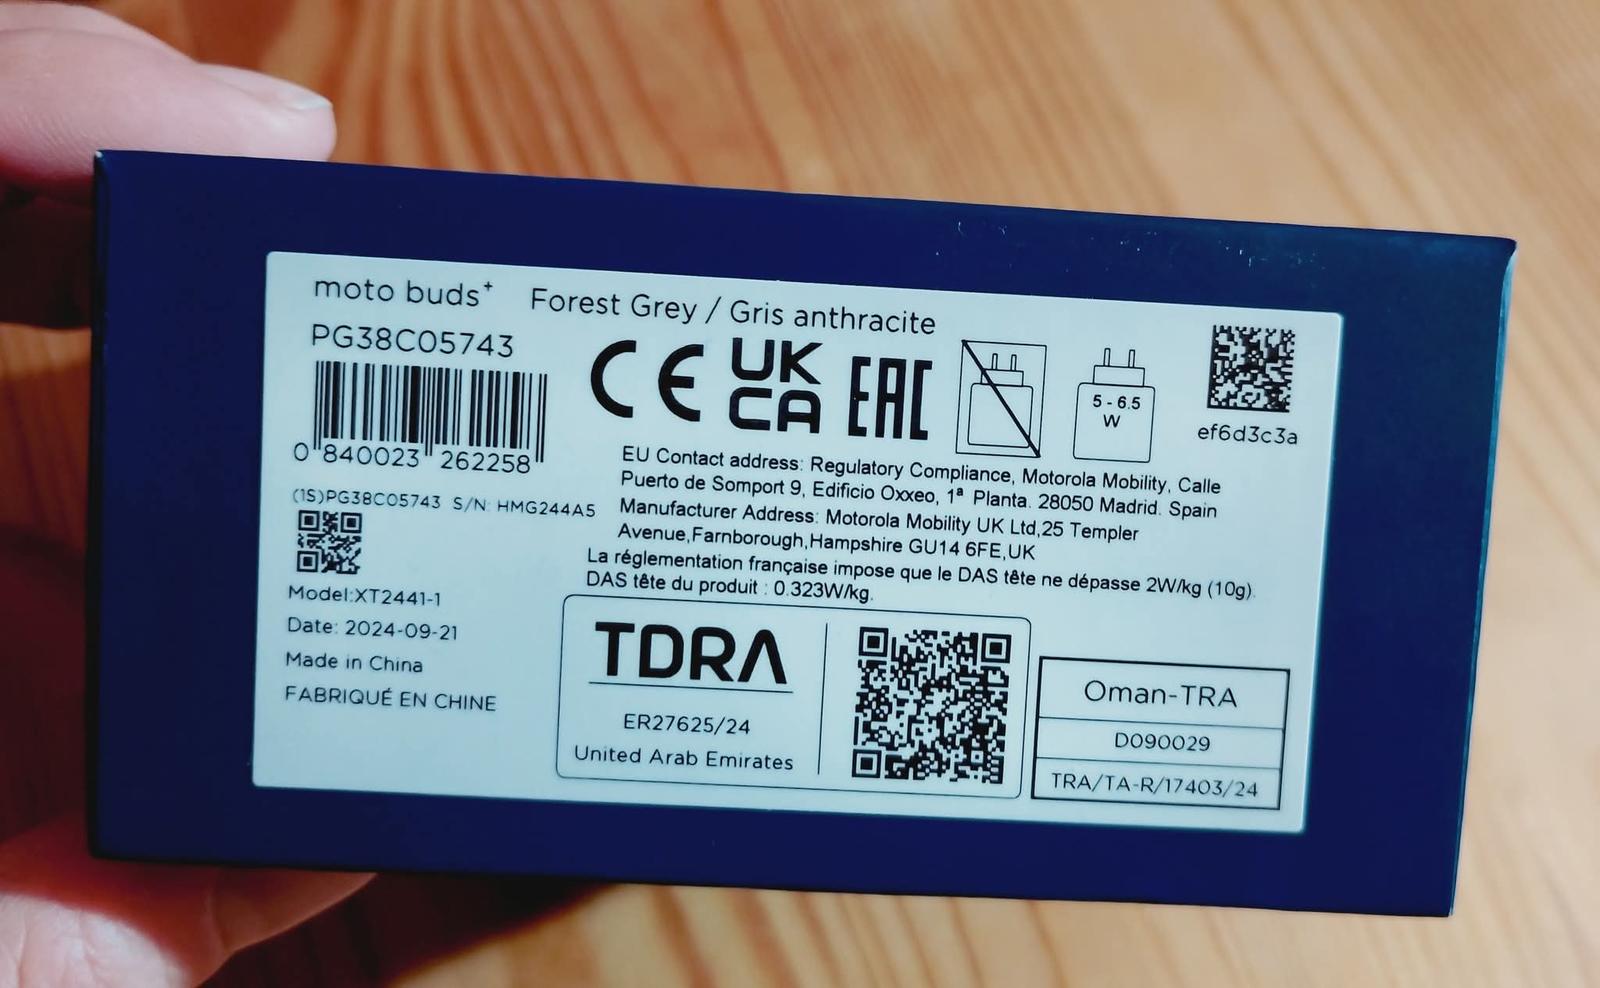 moto buds+ Forest Grey / Gris anthracite
PG38C05743
CE UK CA EAC
5 - 6.5
W
ef6d3c3a
0 840023 262258
(1S)PG38C05743 S/N: HMG244A5
EU Contact address: Regulatory Compliance, Motorola Mobility, Calle
Puerto de Somport 9, Edificio Oxxeo, 1ª Planta. 28050 Madrid. Spain
Manufacturer Address: Motorola Mobility UK Ltd,25 Templer
Avenue,Farnborough,Hampshire GU14 6FE,UK
La réglementation française impose que le DAS tête ne dépasse 2W/kg (10g).
DAS tête du produit : 0.323W/kg.
Model:XT2441-1
Date: 2024-09-21
Made in China
FABRIQUÉ EN CHINE
TDRA
ER27625/24
United Arab Emirates
Oman-TRA
D090029
TRA/TA-R/17403/24